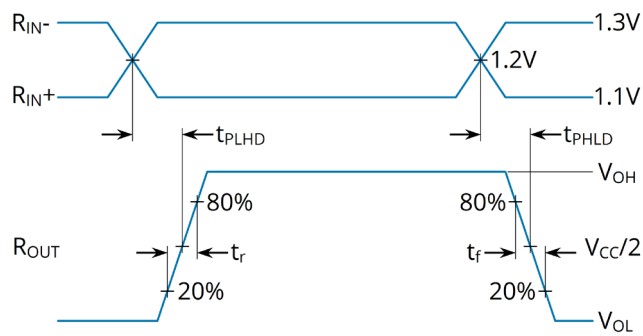 RIN- 1.3V
1.2V
RIN+ 1.1V
tPLHD tPHLD
VOH
80% 80%
ROUT tr tf VCC/2
20% 20%
VOL